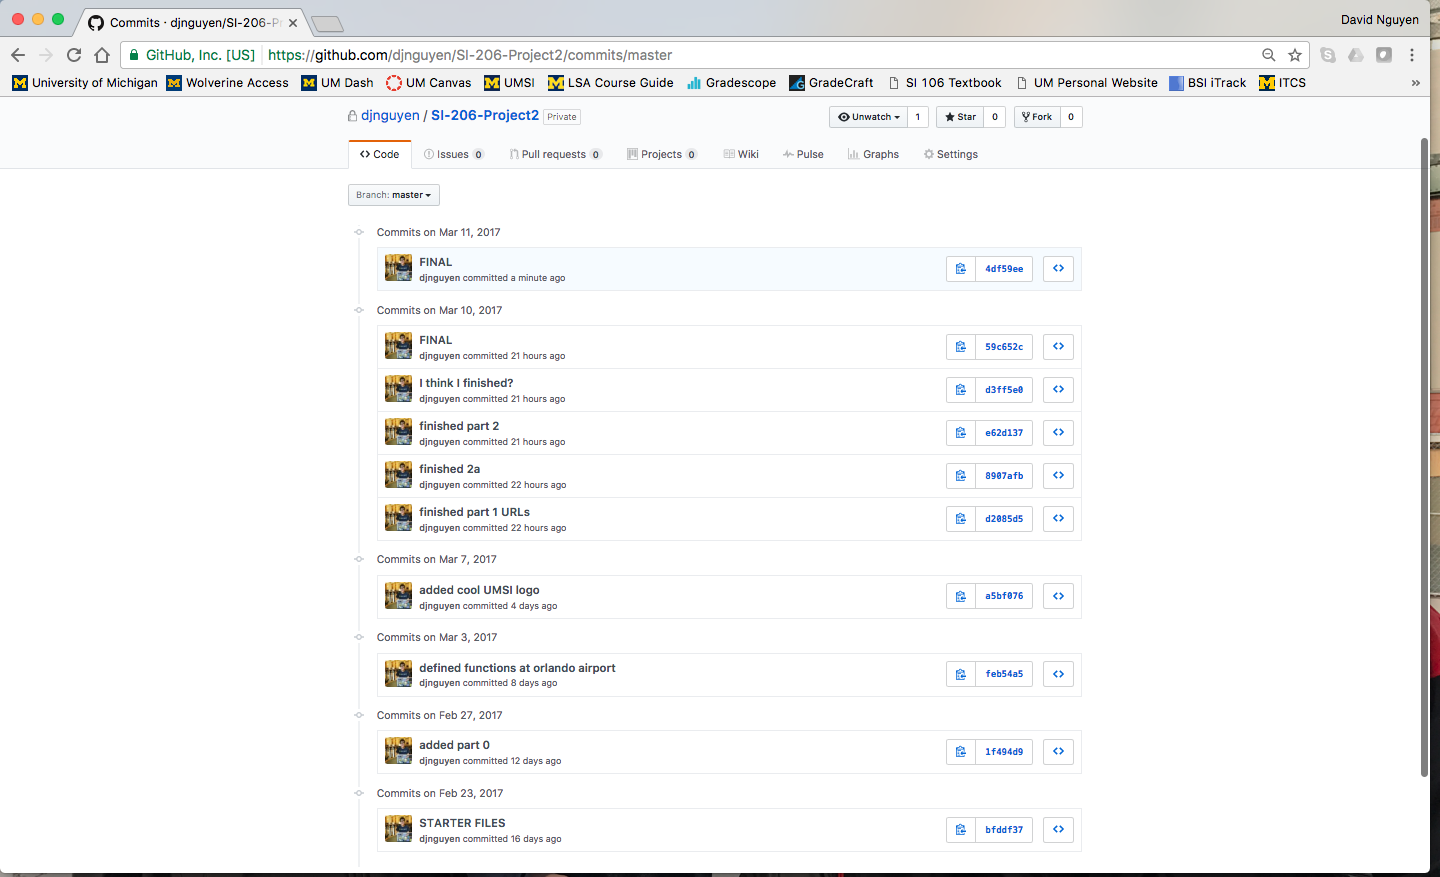 Commits · djnguyen/SI-206-P
David Nguyen
GitHub, Inc. [US] https://github.com/djnguyen/SI-206-Project2/commits/master
University of Michigan Wolverine Access UM Dash UM Canvas UMSI LSA Course Guide Gradescope GradeCraft SI 106 Textbook UM Personal Website BSI iTrack ITCS »
djnguyen / SI-206-Project2 Private
Unwatch 1 Star 0 Fork 0
Code Issues 0 Pull requests 0 Projects 0 Wiki Pulse Graphs Settings
Branch: master
Commits on Mar 11, 2017
FINAL
djnguyen committed a minute ago
4df59ee
Commits on Mar 10, 2017
FINAL
djnguyen committed 21 hours ago
59c652c
I think I finished?
djnguyen committed 21 hours ago
d3ff5e0
finished part 2
djnguyen committed 21 hours ago
e62d137
finished 2a
djnguyen committed 22 hours ago
8907afb
finished part 1 URLs
djnguyen committed 22 hours ago
d2085d5
Commits on Mar 7, 2017
added cool UMSI logo
djnguyen committed 4 days ago
a5bf076
Commits on Mar 3, 2017
defined functions at orlando airport
djnguyen committed 8 days ago
feb54a5
Commits on Feb 27, 2017
added part 0
djnguyen committed 12 days ago
1f494d9
Commits on Feb 23, 2017
STARTER FILES
djnguyen committed 16 days ago
bfddf37